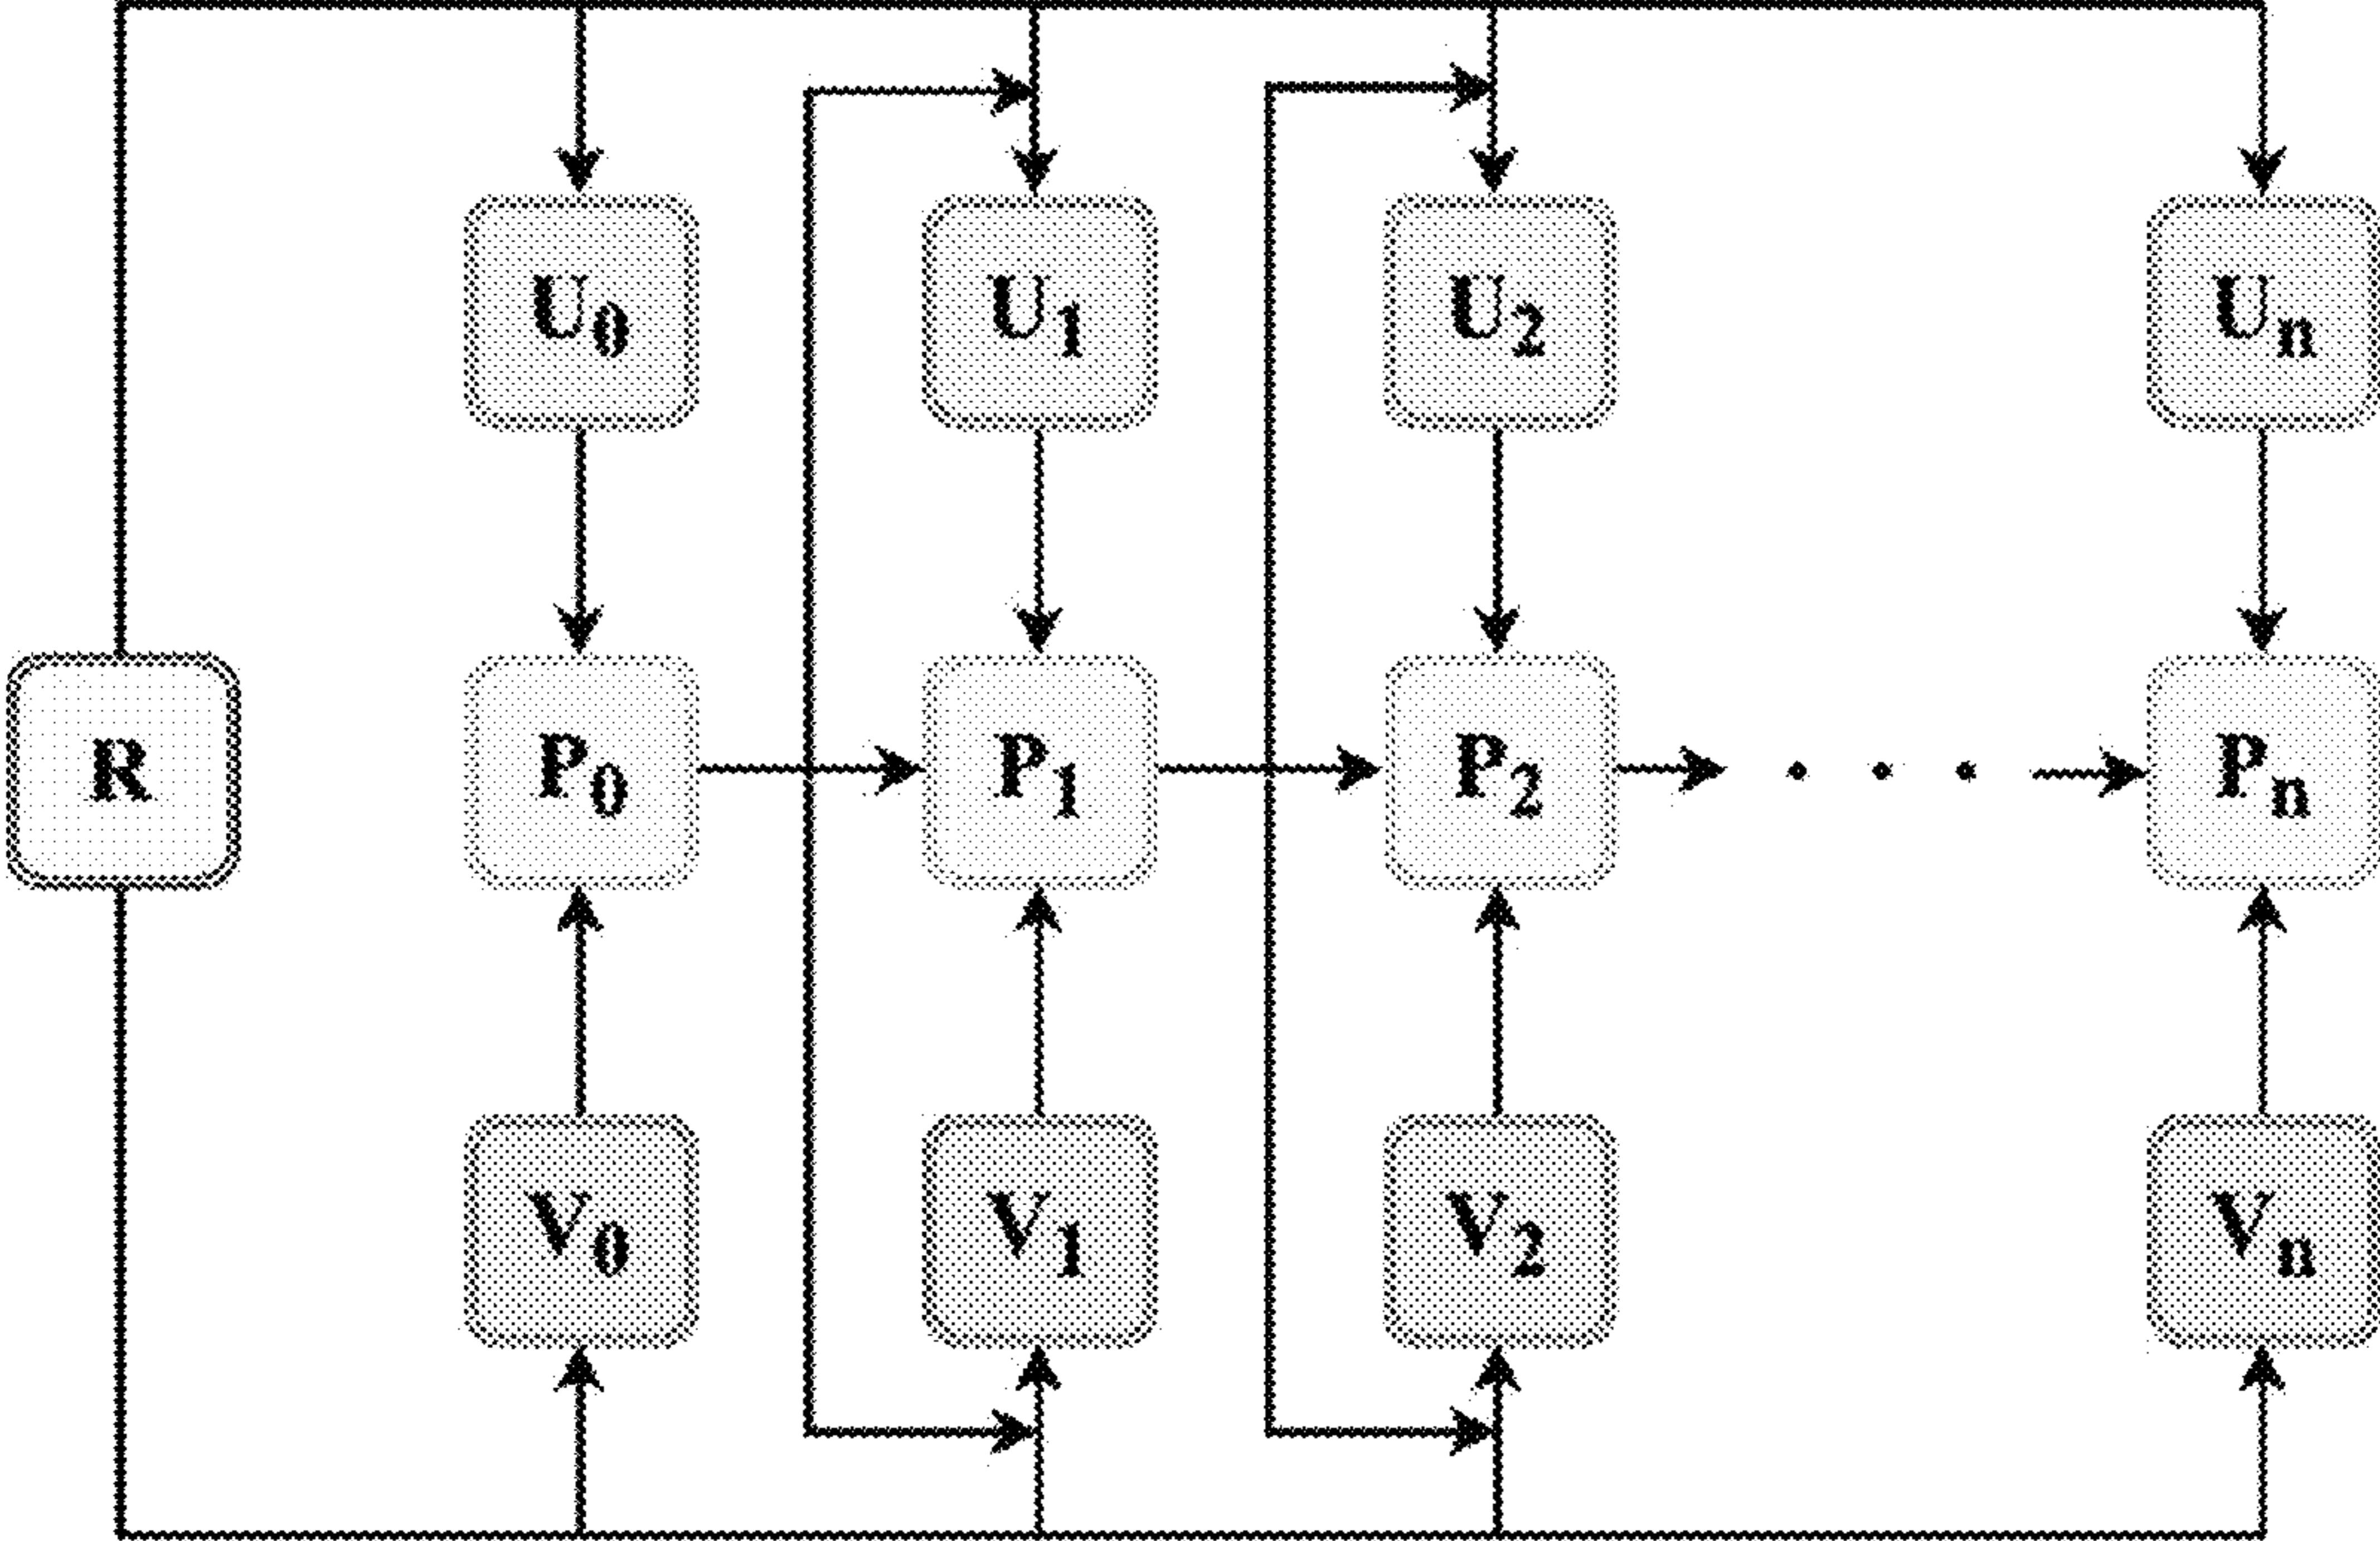 U₀ U₁ U₂ Uₙ
R P₀ P₁ P₂ . . . Pₙ
V₀ V₁ V₂ Vₙ